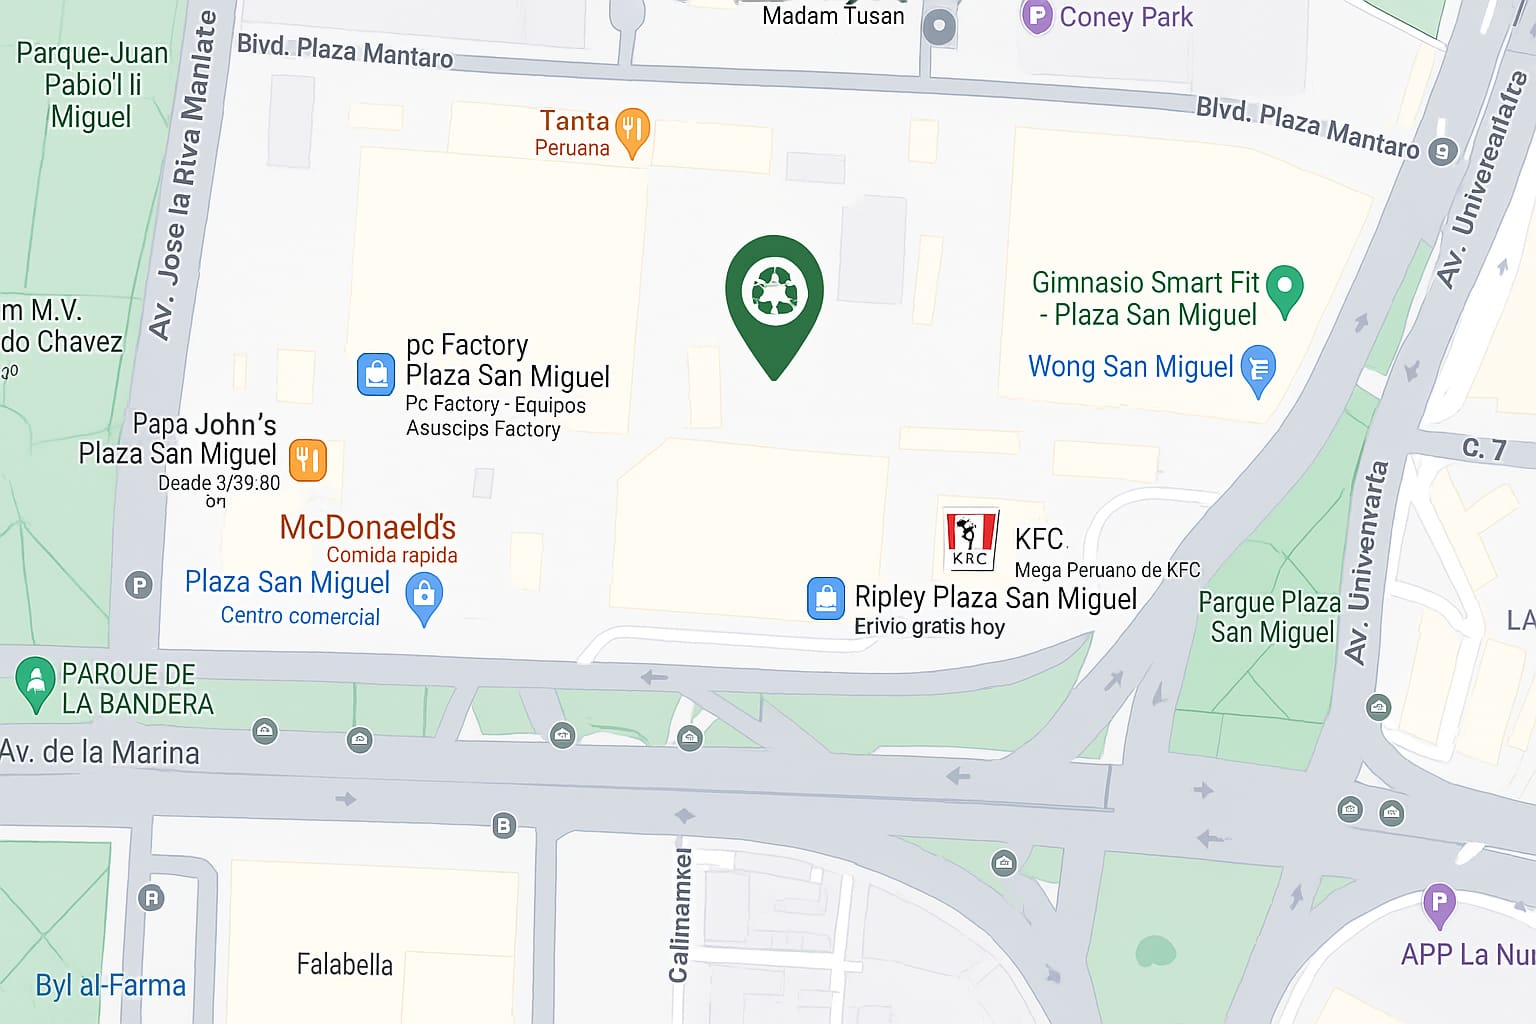 Madam Tusan
P Coney Park
Parque-Juan
Pabio'l li
Miguel
Bivd. Plaza Mantaro
Av. Jose la Riva Manlate
Tanta
Peruana
Blvd. Plaza Mantaro
9
Gimnasio Smart Fit
- Plaza San Miguel
m M.V.
do Chavez
go
pc Factory
Plaza San Miguel
Pc Factory - Equipos
Asuscips Factory
Wong San Miguel
Papa John's
Plaza San Miguel
Deade 3/39:80
on
C. 7
McDonaeld's
Comida rapida
KRC
KFC.
Mega Peruano de KFC
P
Plaza San Miguel
Centro comercial
Ripley Plaza San Miguel
Erivio gratis hoy
Pargue Plaza
San Miguel
Av. Univenvarta
LA
PAROUE DE
LA BANDERA
Av. de la Marina
B
R
Calimamkel
Falabella
Byl al-Farma
P
APP La Nur